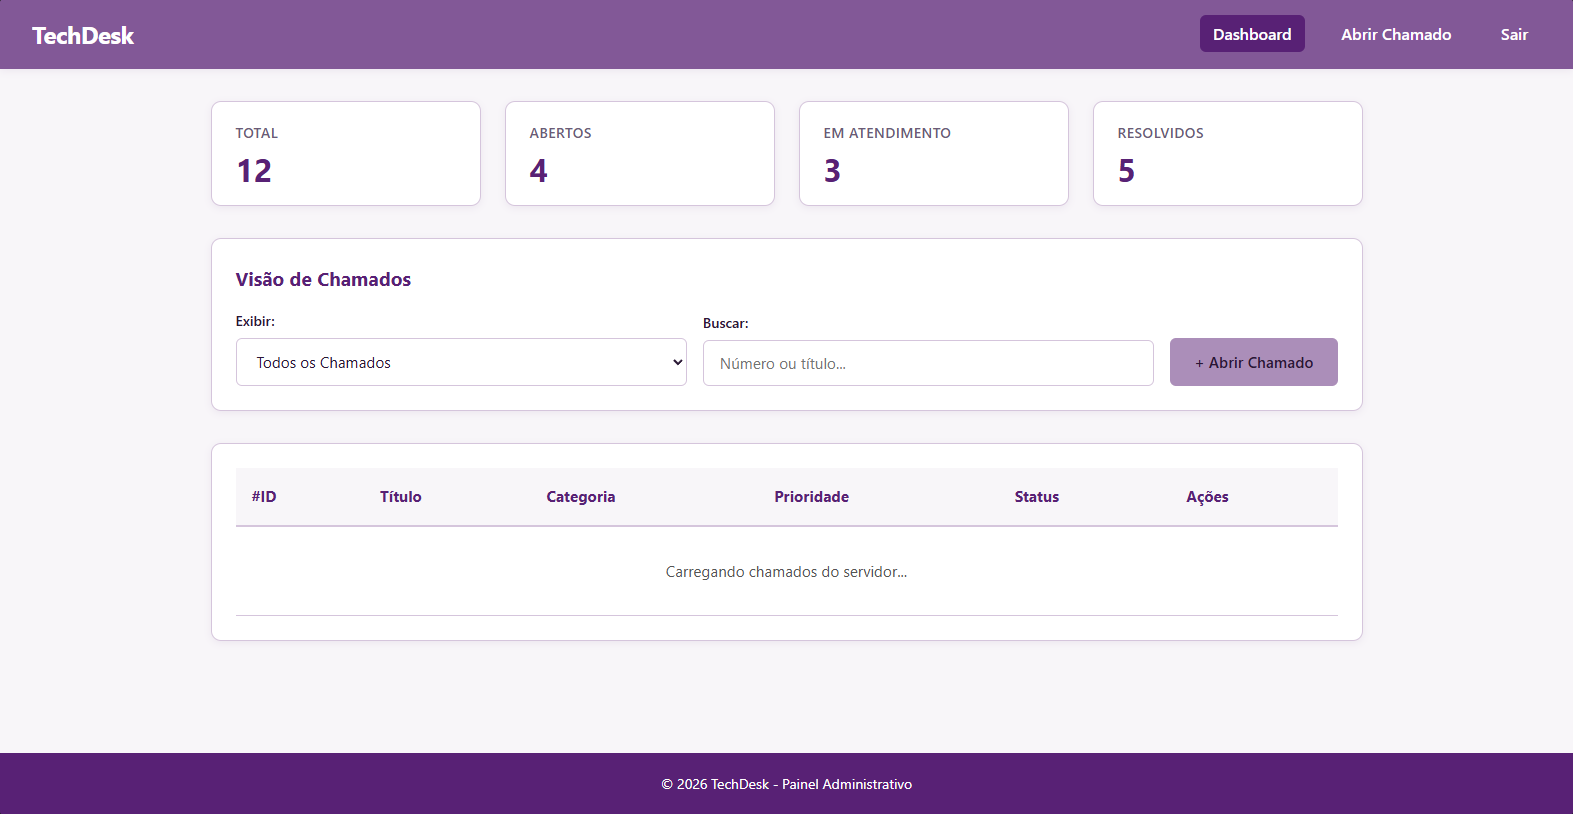 TechDesk
Dashboard
Abrir Chamado
Sair
TOTAL
12
ABERTOS
4
EM ATENDIMENTO
3
RESOLVIDOS
5
Visão de Chamados
Exibir:
Todos os Chamados
Buscar:
Número ou título...
+ Abrir Chamado
#ID Título Categoria Prioridade Status Ações
Carregando chamados do servidor...
© 2026 TechDesk - Painel Administrativo